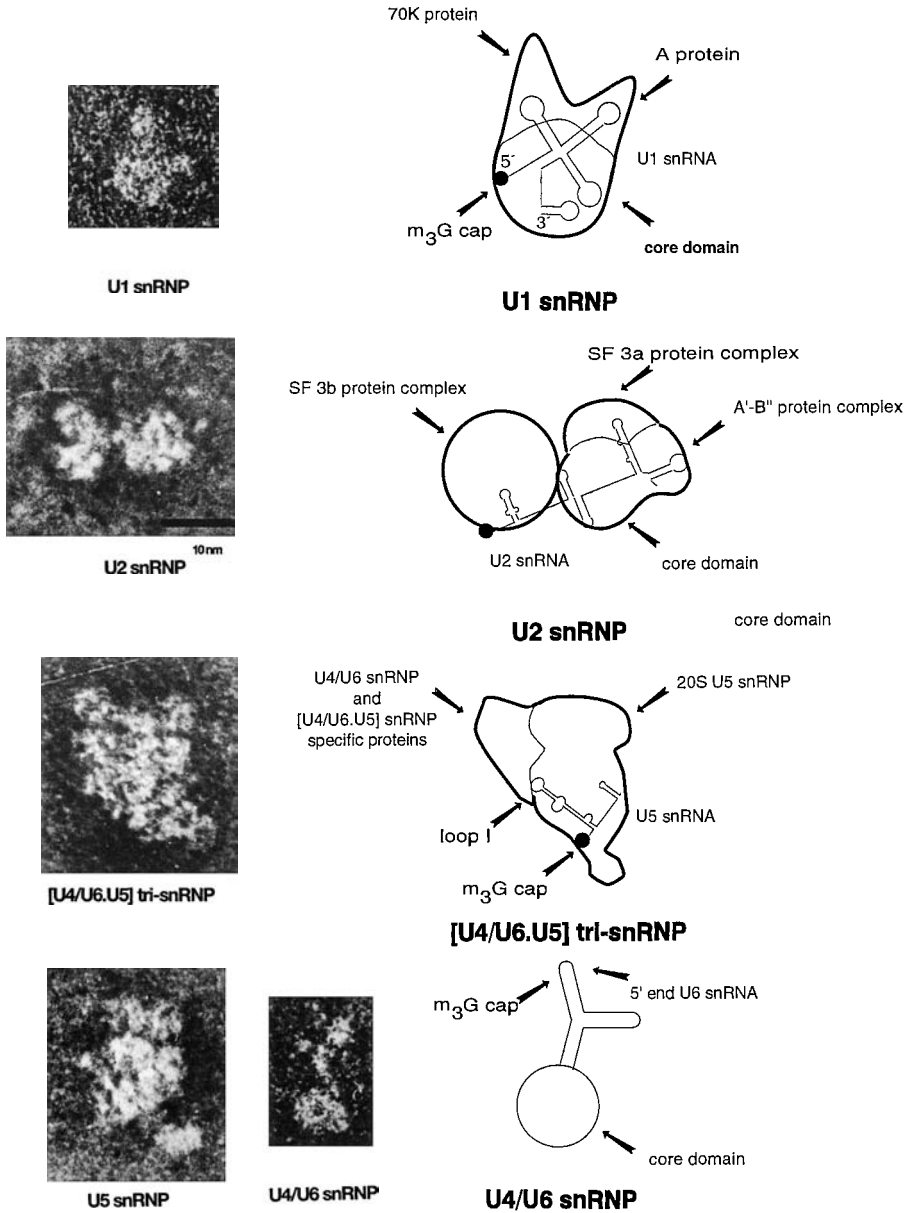 70K protein
A protein
5´
U1 snRNA
3´
m3G cap
core domain
U1 snRNP
U1 snRNP
SF 3a protein complex
SF 3b protein complex
A'-B" protein complex
10nm
U2 snRNP
U2 snRNA
core domain
U2 snRNP
core domain
U4/U6 snRNP
and
[U4/U6.U5] snRNP
specific proteins
20S U5 snRNP
loop I
U5 snRNA
m3G cap
[U4/U6.U5] tri-snRNP
[U4/U6.U5] tri-snRNP
m3G cap
5' end U6 snRNA
core domain
U5 snRNP
U4/U6 snRNP
U4/U6 snRNP